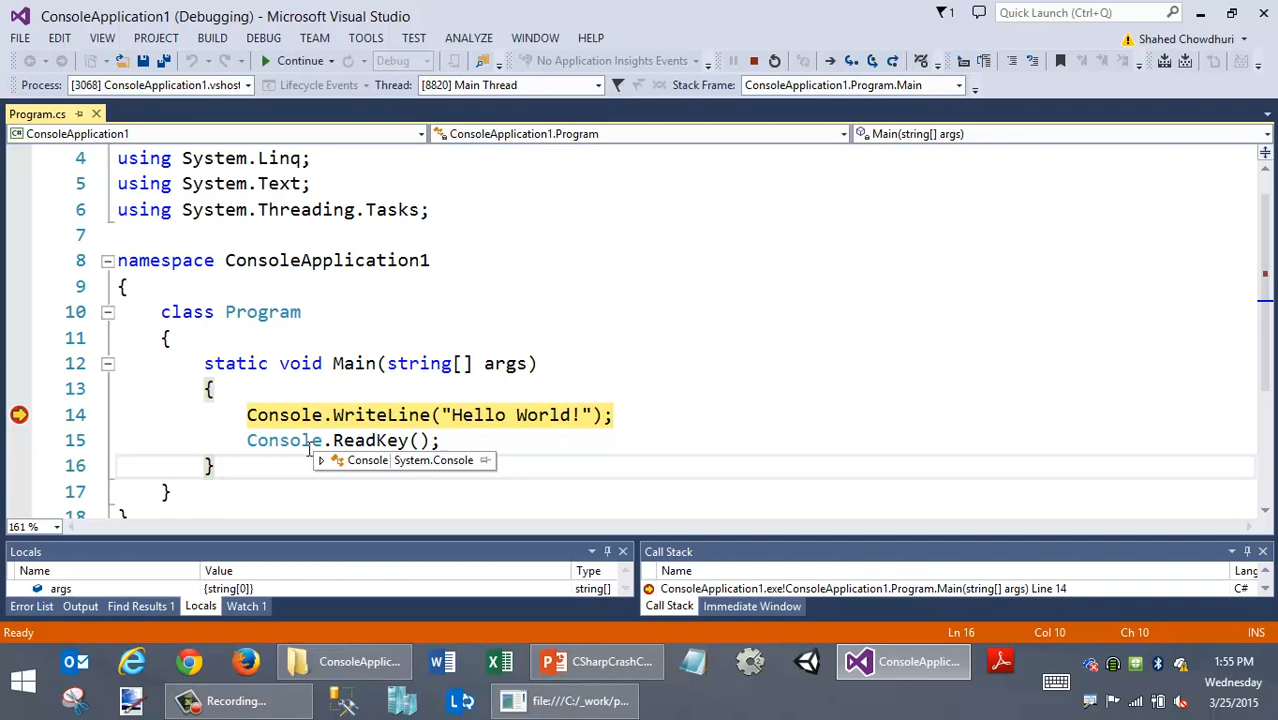 ConsoleApplication1 (Debugging) - Microsoft Visual Studio
1
Quick Launch (Ctrl+Q)
FILE EDIT VIEW PROJECT BUILD DEBUG TEAM TOOLS TEST ANALYZE WINDOW HELP
Shahed Chowdhuri
Continue Debug No Application Insights Events
Process: [3068] ConsoleApplication1.vshost Lifecycle Events Thread: [8820] Main Thread Stack Frame: ConsoleApplication1.Program.Main
Program.cs
ConsoleApplication1 ConsoleApplication1.Program Main(string[] args)
4 using System.Linq;
5 using System.Text;
6 using System.Threading.Tasks;
7
8 namespace ConsoleApplication1
9 {
10 class Program
11 {
12 static void Main(string[] args)
13 {
14 Console.WriteLine("Hello World!");
15 Console.ReadKey();
Console System.Console
16 }
17 }
18 }
161 %
Locals
Name Value Type
args {string[0]} string[]
Error List Output Find Results 1 Locals Watch 1
Call Stack
Name Lang
ConsoleApplication1.exe!ConsoleApplication1.Program.Main(string[] args) Line 14 C#
Call Stack Immediate Window
Ready Ln 16 Col 10 Ch 10 INS
ConsoleApplic... CSharpCrashC... ConsoleApplic...
Recording... file:///C:/_work/p...
1:55 PM
Wednesday
3/25/2015